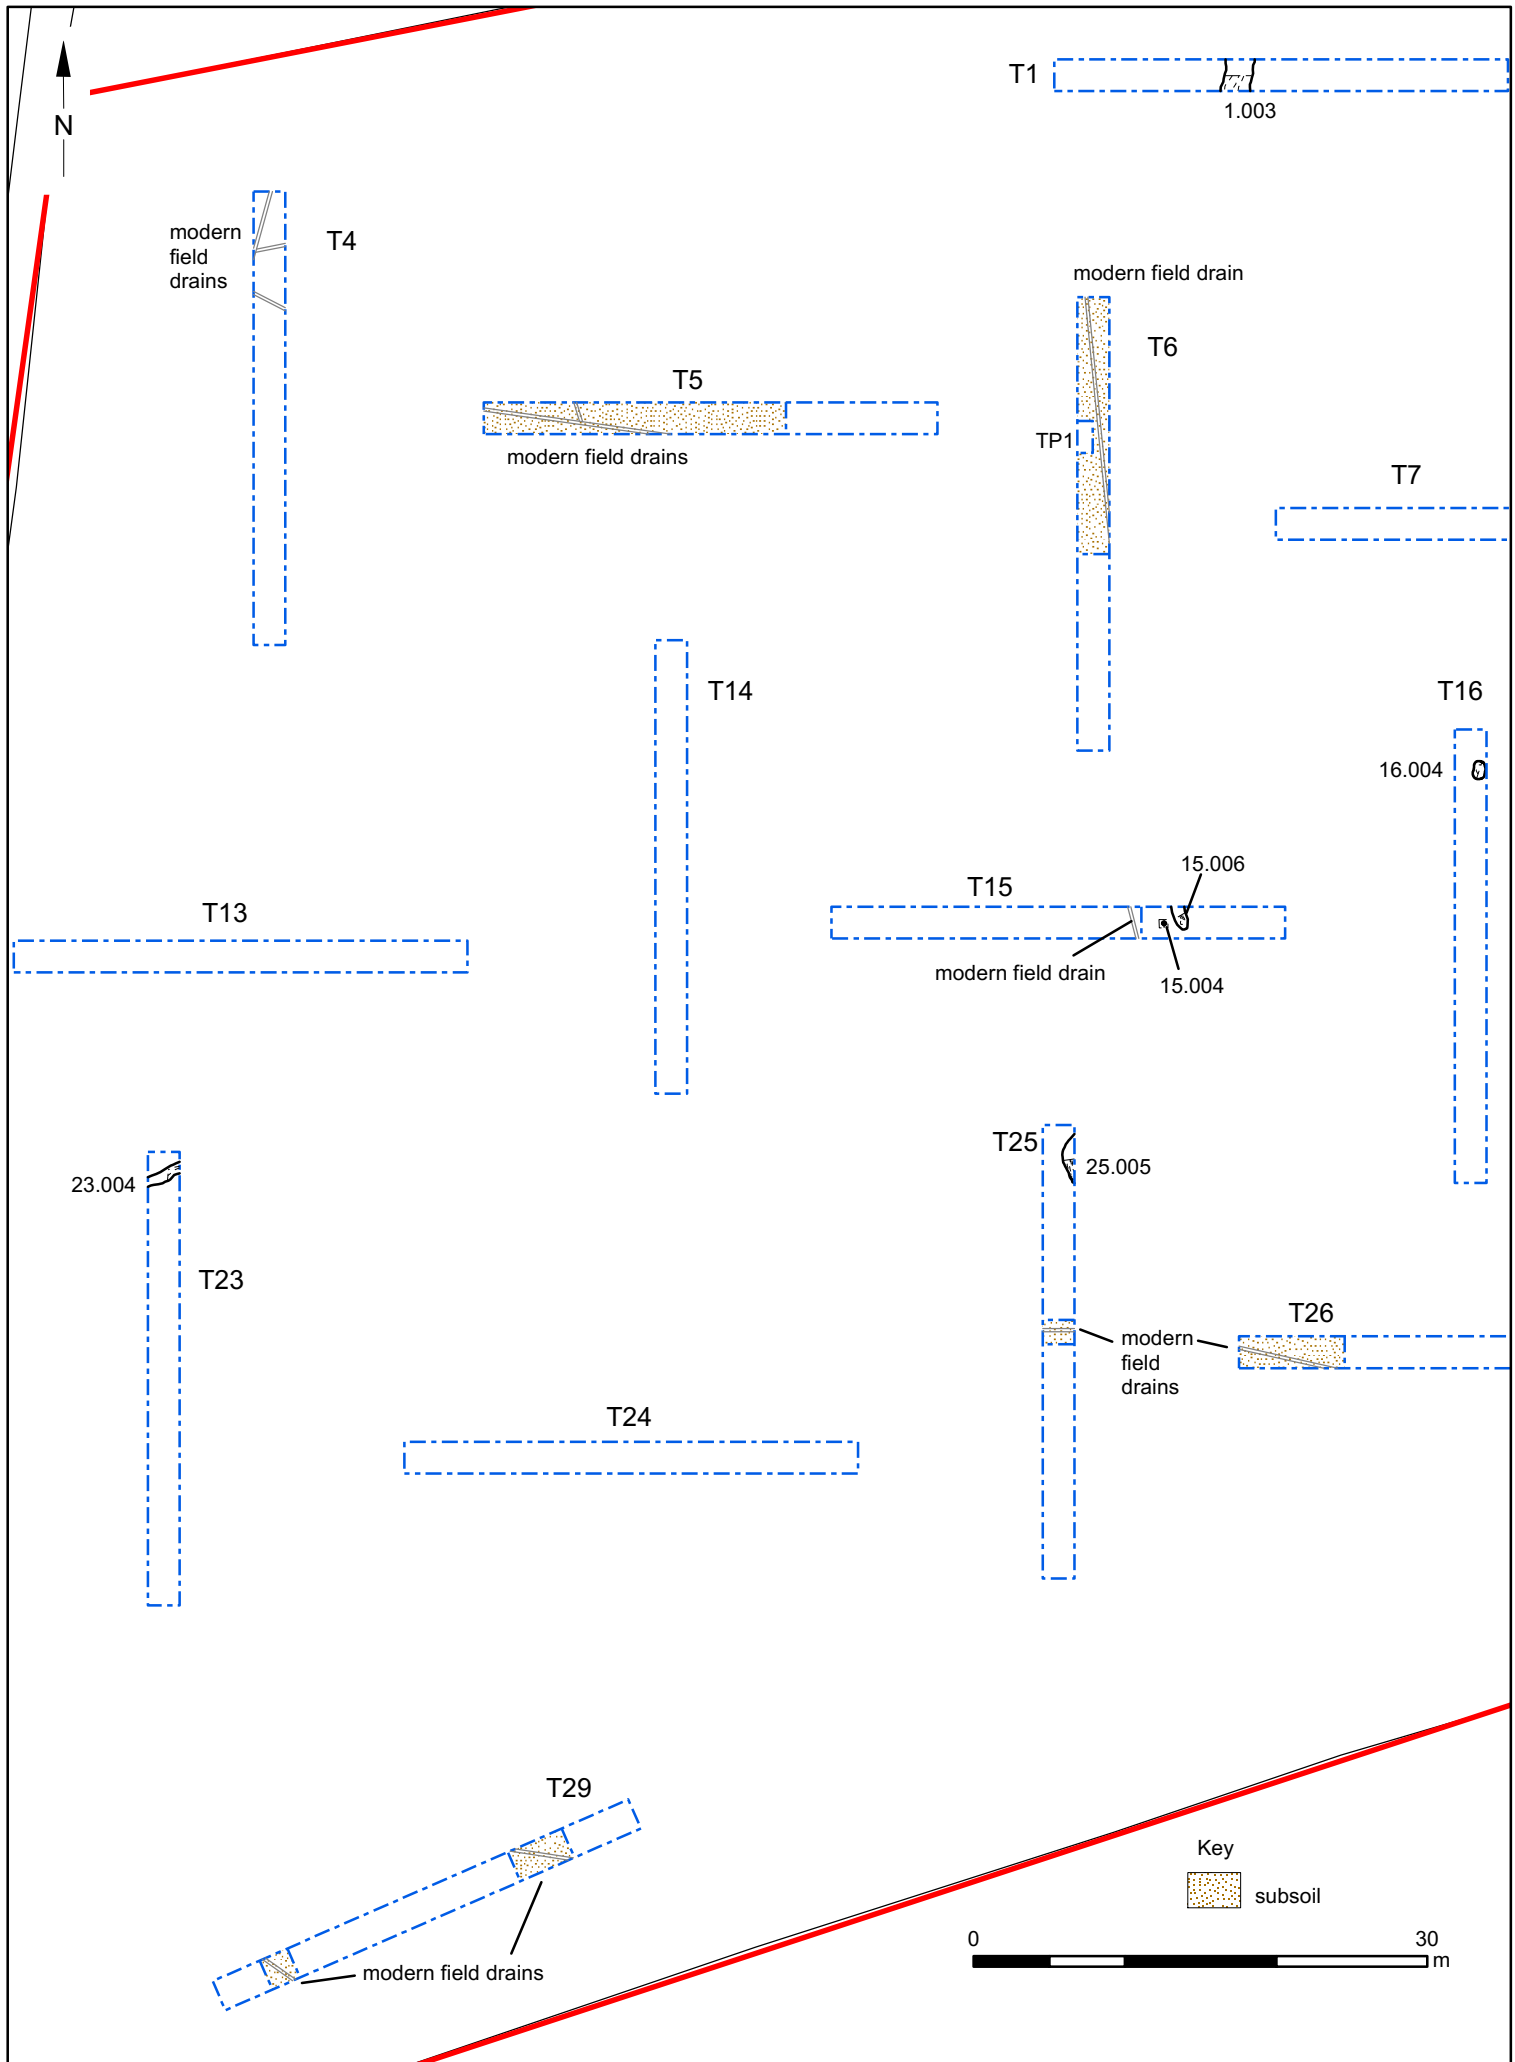 T1
1.003
N
modern
field
drains
T4
modern field drain
T6
T5
modern field drains
TP1
T7
T14
T16
16.004
15.006
T15
T13
modern field drain
15.004
T25
25.005
23.004
T23
T26
modern
field
drains
T24
T29
Key
subsoil
0
30
m
modern field drains